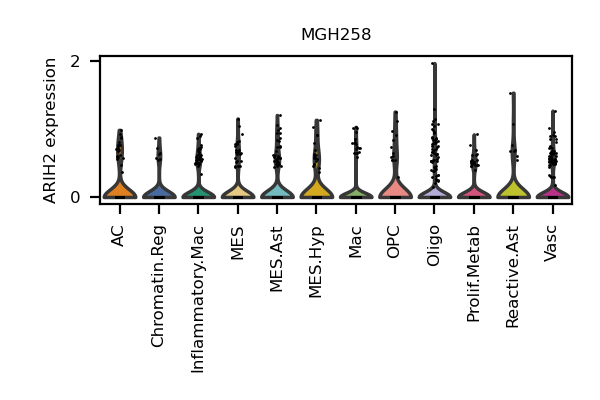 MGH258
ARIH2 expression
2
0
AC
Chromatin.Reg
Inflammatory.Mac
MES
MES.Ast
MES.Hyp
Mac
OPC
Oligo
Prolif.Metab
Reactive.Ast
Vasc